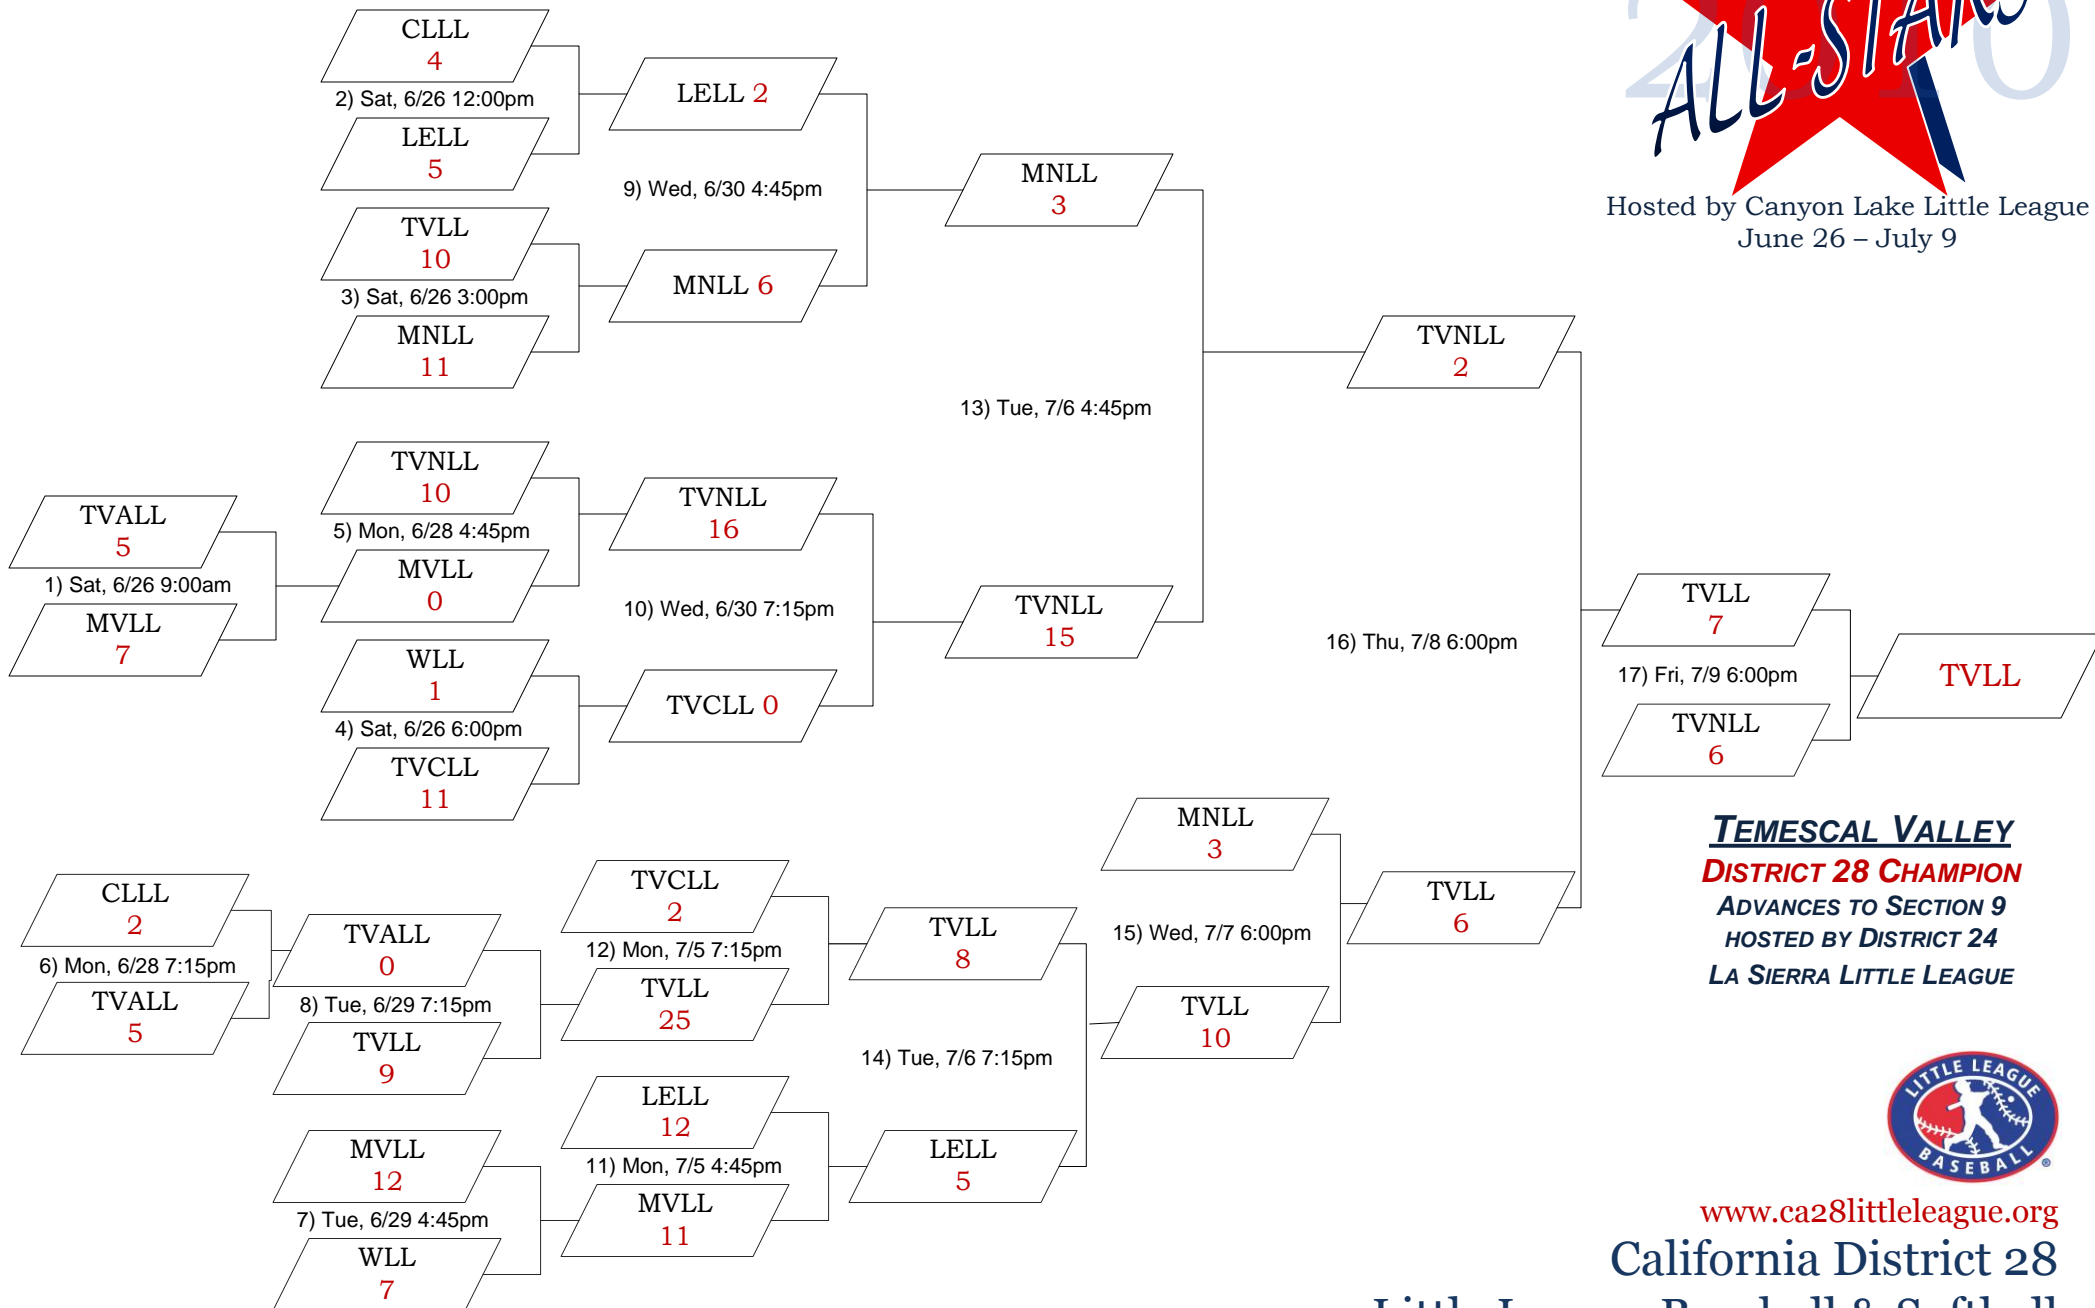 2010
ALL-STARS
Hosted by Canyon Lake Little League
June 26 – July 9
CLLL
4
2) Sat, 6/26 12:00pm
LELL
5
LELL 2
9) Wed, 6/30 4:45pm
TVLL
10
3) Sat, 6/26 3:00pm
MNLL
11
MNLL 6
MNLL
3
13) Tue, 7/6 4:45pm
TVNLL
2
TVALL
5
1) Sat, 6/26 9:00am
MVLL
7
TVNLL
10
5) Mon, 6/28 4:45pm
MVLL
0
TVNLL
16
10) Wed, 6/30 7:15pm
WLL
1
4) Sat, 6/26 6:00pm
TVCLL
11
TVCLL 0
TVNLL
15
16) Thu, 7/8 6:00pm
TVLL
7
17) Fri, 7/9 6:00pm
TVNLL
6
TVLL
CLLL
2
6) Mon, 6/28 7:15pm
TVALL
5
TVALL
0
8) Tue, 6/29 7:15pm
TVLL
9
TVCLL
2
12) Mon, 7/5 7:15pm
TVLL
25
TVLL
8
14) Tue, 7/6 7:15pm
MVLL
12
7) Tue, 6/29 4:45pm
WLL
7
LELL
12
11) Mon, 7/5 4:45pm
MVLL
11
LELL
5
MNLL
3
15) Wed, 7/7 6:00pm
TVLL
10
TVLL
6
TEMESCAL VALLEY
DISTRICT 28 CHAMPION
ADVANCES TO SECTION 9
HOSTED BY DISTRICT 24
LA SIERRA LITTLE LEAGUE
LITTLE LEAGUE
BASEBALL ®
www.ca28littleleague.org
California District 28
Little League Baseball & Softball